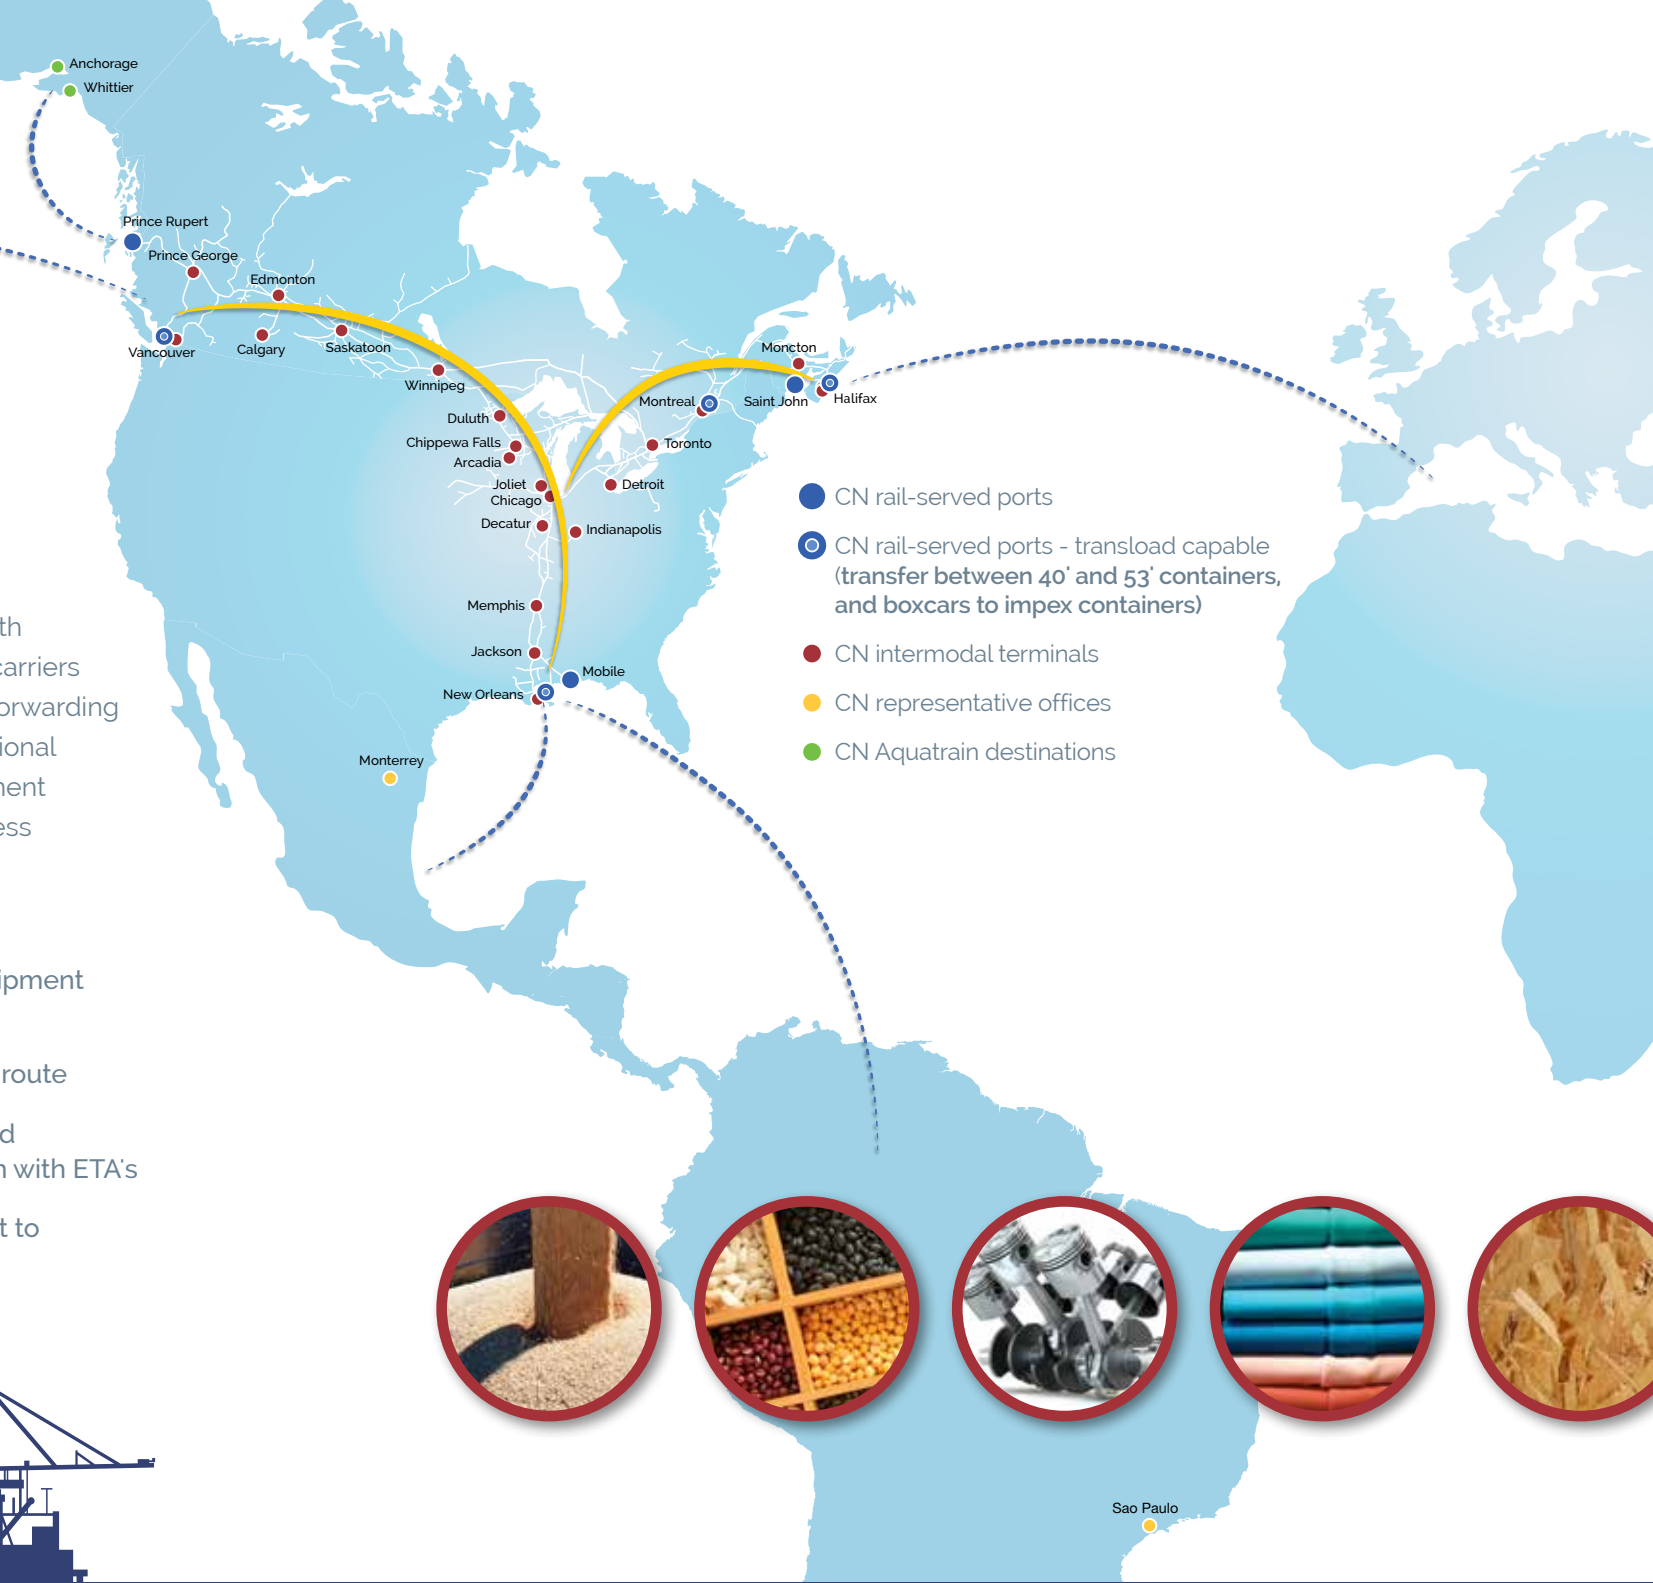 Anchorage
Whittier
Prince Rupert
Prince George
Edmonton
Vancouver
Calgary
Saskatoon
Winnipeg
Duluth
Chippewa Falls
Arcadia
Joliet
Chicago
Decatur
Indianapolis
Detroit
Toronto
Montreal
Moncton
Saint John
Halifax
Memphis
Jackson
Mobile
New Orleans
Monterrey
Sao Paulo
CN rail-served ports
CN rail-served ports - transload capable
(transfer between 40' and 53' containers,
and boxcars to impex containers)
CN intermodal terminals
CN representative offices
CN Aquatrain destinations
th
carriers
orwarding
ional
nent
ess
ipment
route
d
n with ETA's
t to